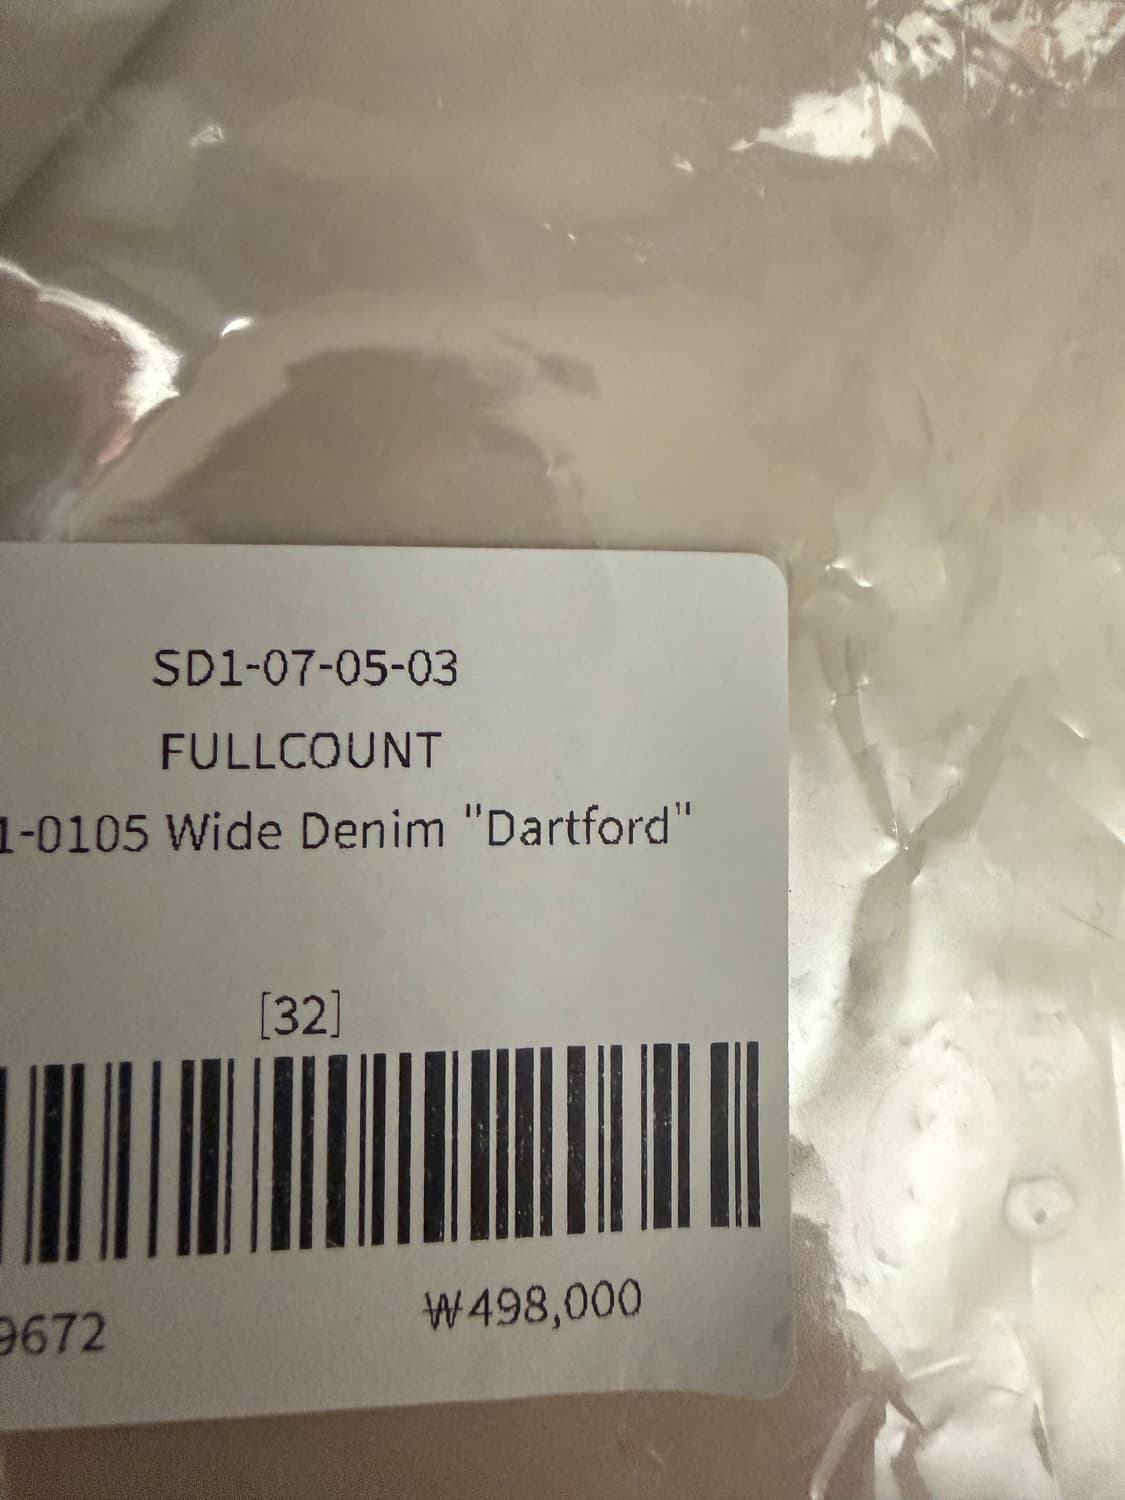 SD1-07-05-03
FULLCOUNT
1-0105 Wide Denim "Dartford"
[32]
9672
₩498,000